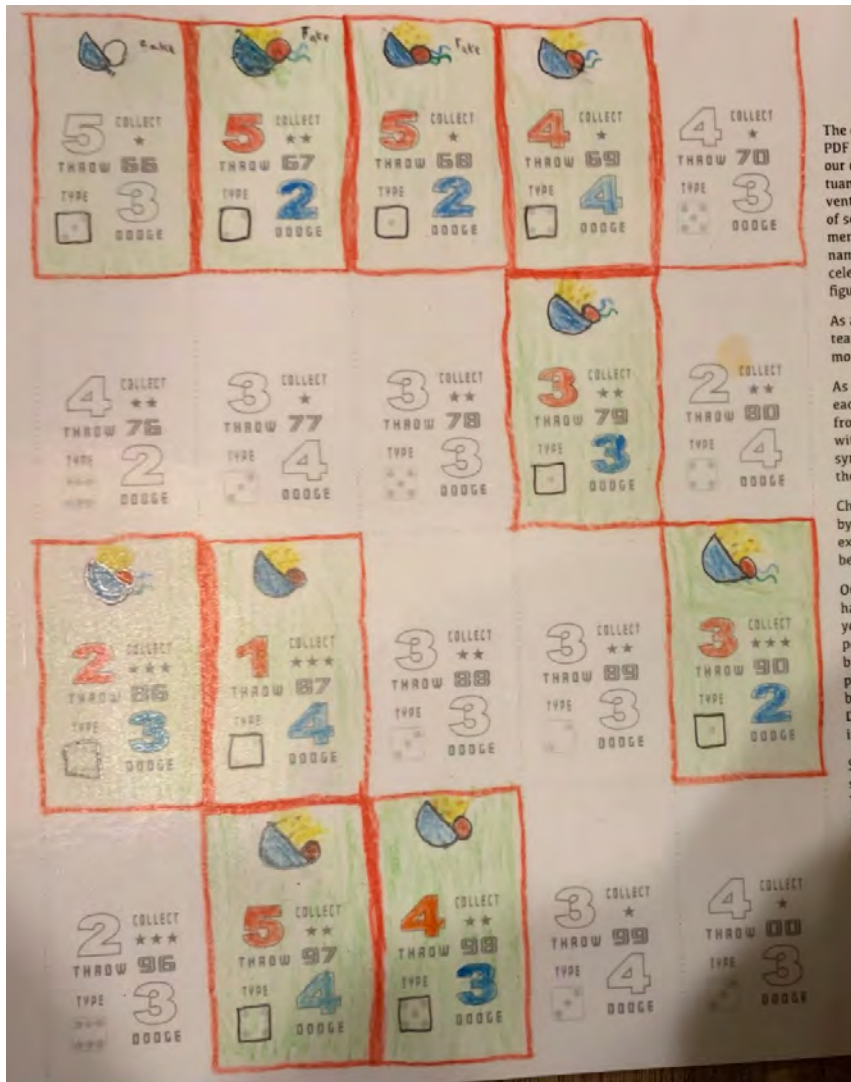 5 COLLECT
THROW 66
TYPE 3
DODGE
Fake
5 COLLECT
THROW 67
TYPE 2
DODGE
Fake
5 COLLECT
THROW 68
TYPE 2
DODGE
4 COLLECT
THROW 69
TYPE 4
DODGE
4 COLLECT
THROW 70
TYPE 3
DODGE
4 COLLECT
THROW 76
TYPE 2
DODGE
3 COLLECT
THROW 77
TYPE 4
DODGE
3 COLLECT
THROW 78
TYPE 3
DODGE
3 COLLECT
THROW 79
TYPE 3
DODGE
2 COLLECT
THROW 80
TYPE 4
DODGE
2 COLLECT
THROW 86
TYPE 3
DODGE
1 COLLECT
THROW 87
TYPE 4
DODGE
3 COLLECT
THROW 88
TYPE 3
DODGE
3 COLLECT
THROW 89
TYPE 3
DODGE
3 COLLECT
THROW 90
TYPE 2
DODGE
2 COLLECT
THROW 96
TYPE 3
DODGE
5 COLLECT
THROW 97
TYPE 4
DODGE
4 COLLECT
THROW 98
TYPE 3
DODGE
3 COLLECT
THROW 99
TYPE 4
DODGE
4 COLLECT
THROW 00
TYPE 3
DODGE
The
PDF
our
of
As
As
from
by